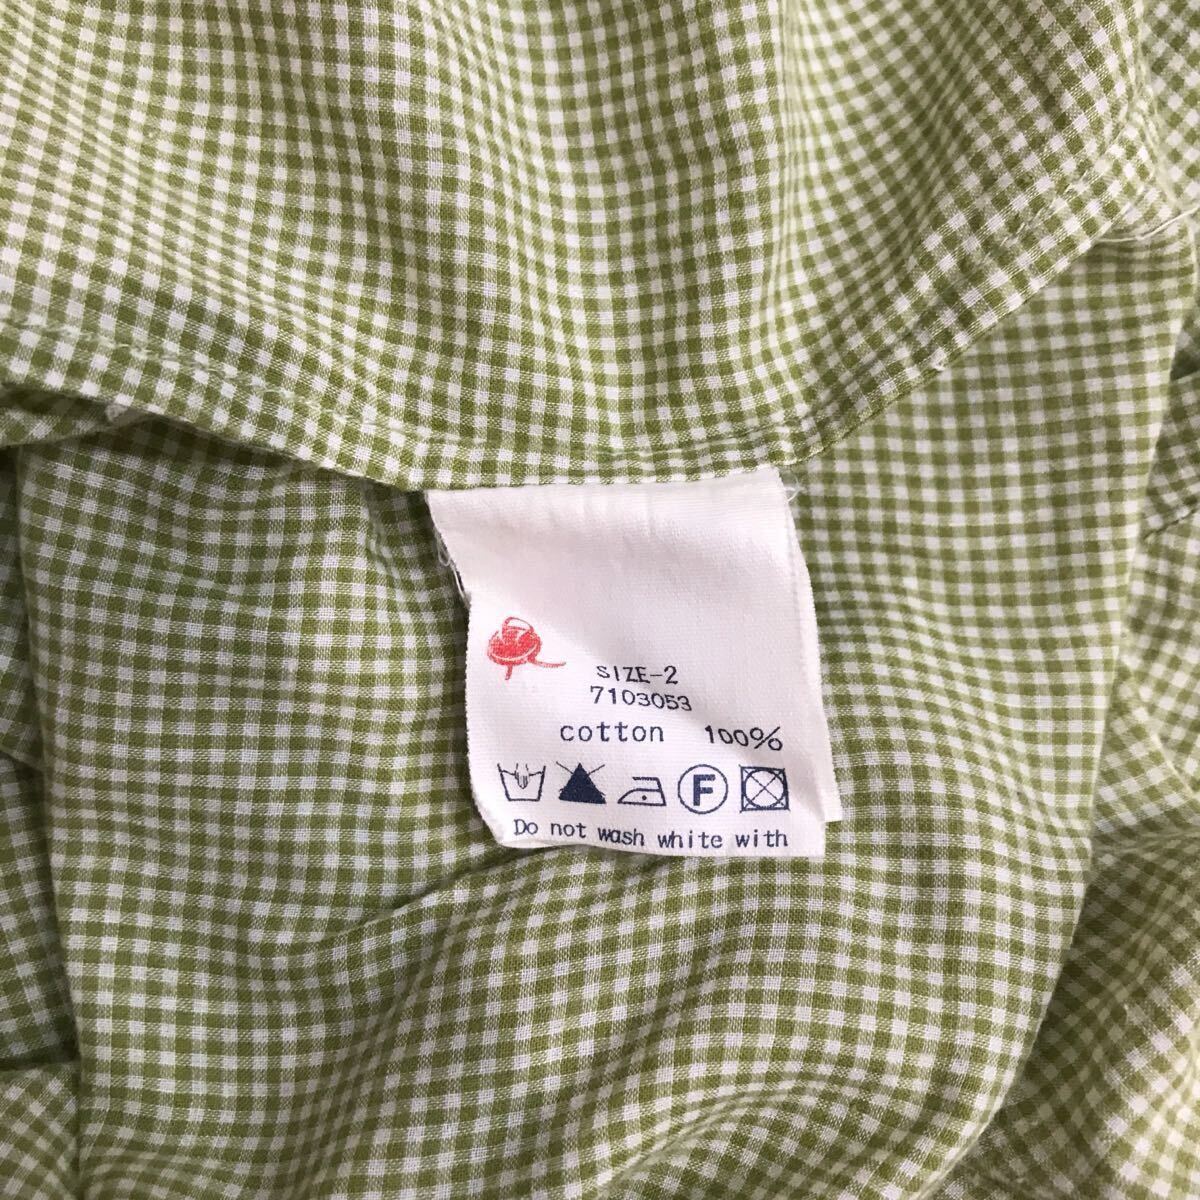 SIZE-2
7103053
cotton 100%
F
Do not wash white with